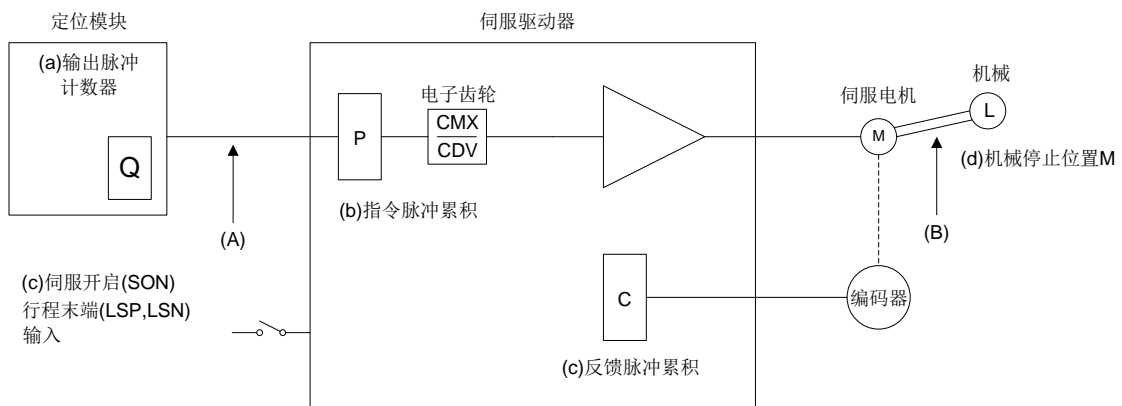 定位模块
伺服驱动器
(a)输出脉冲
计数器
Q
P
电子齿轮
CMX
CDV
伺服电机
M
机械
L
(d)机械停止位置M
(b)指令脉冲累积
(A)
(B)
(c)伺服开启(SON)
行程末端(LSP,LSN)
输入
C
编码器
(c)反馈脉冲累积